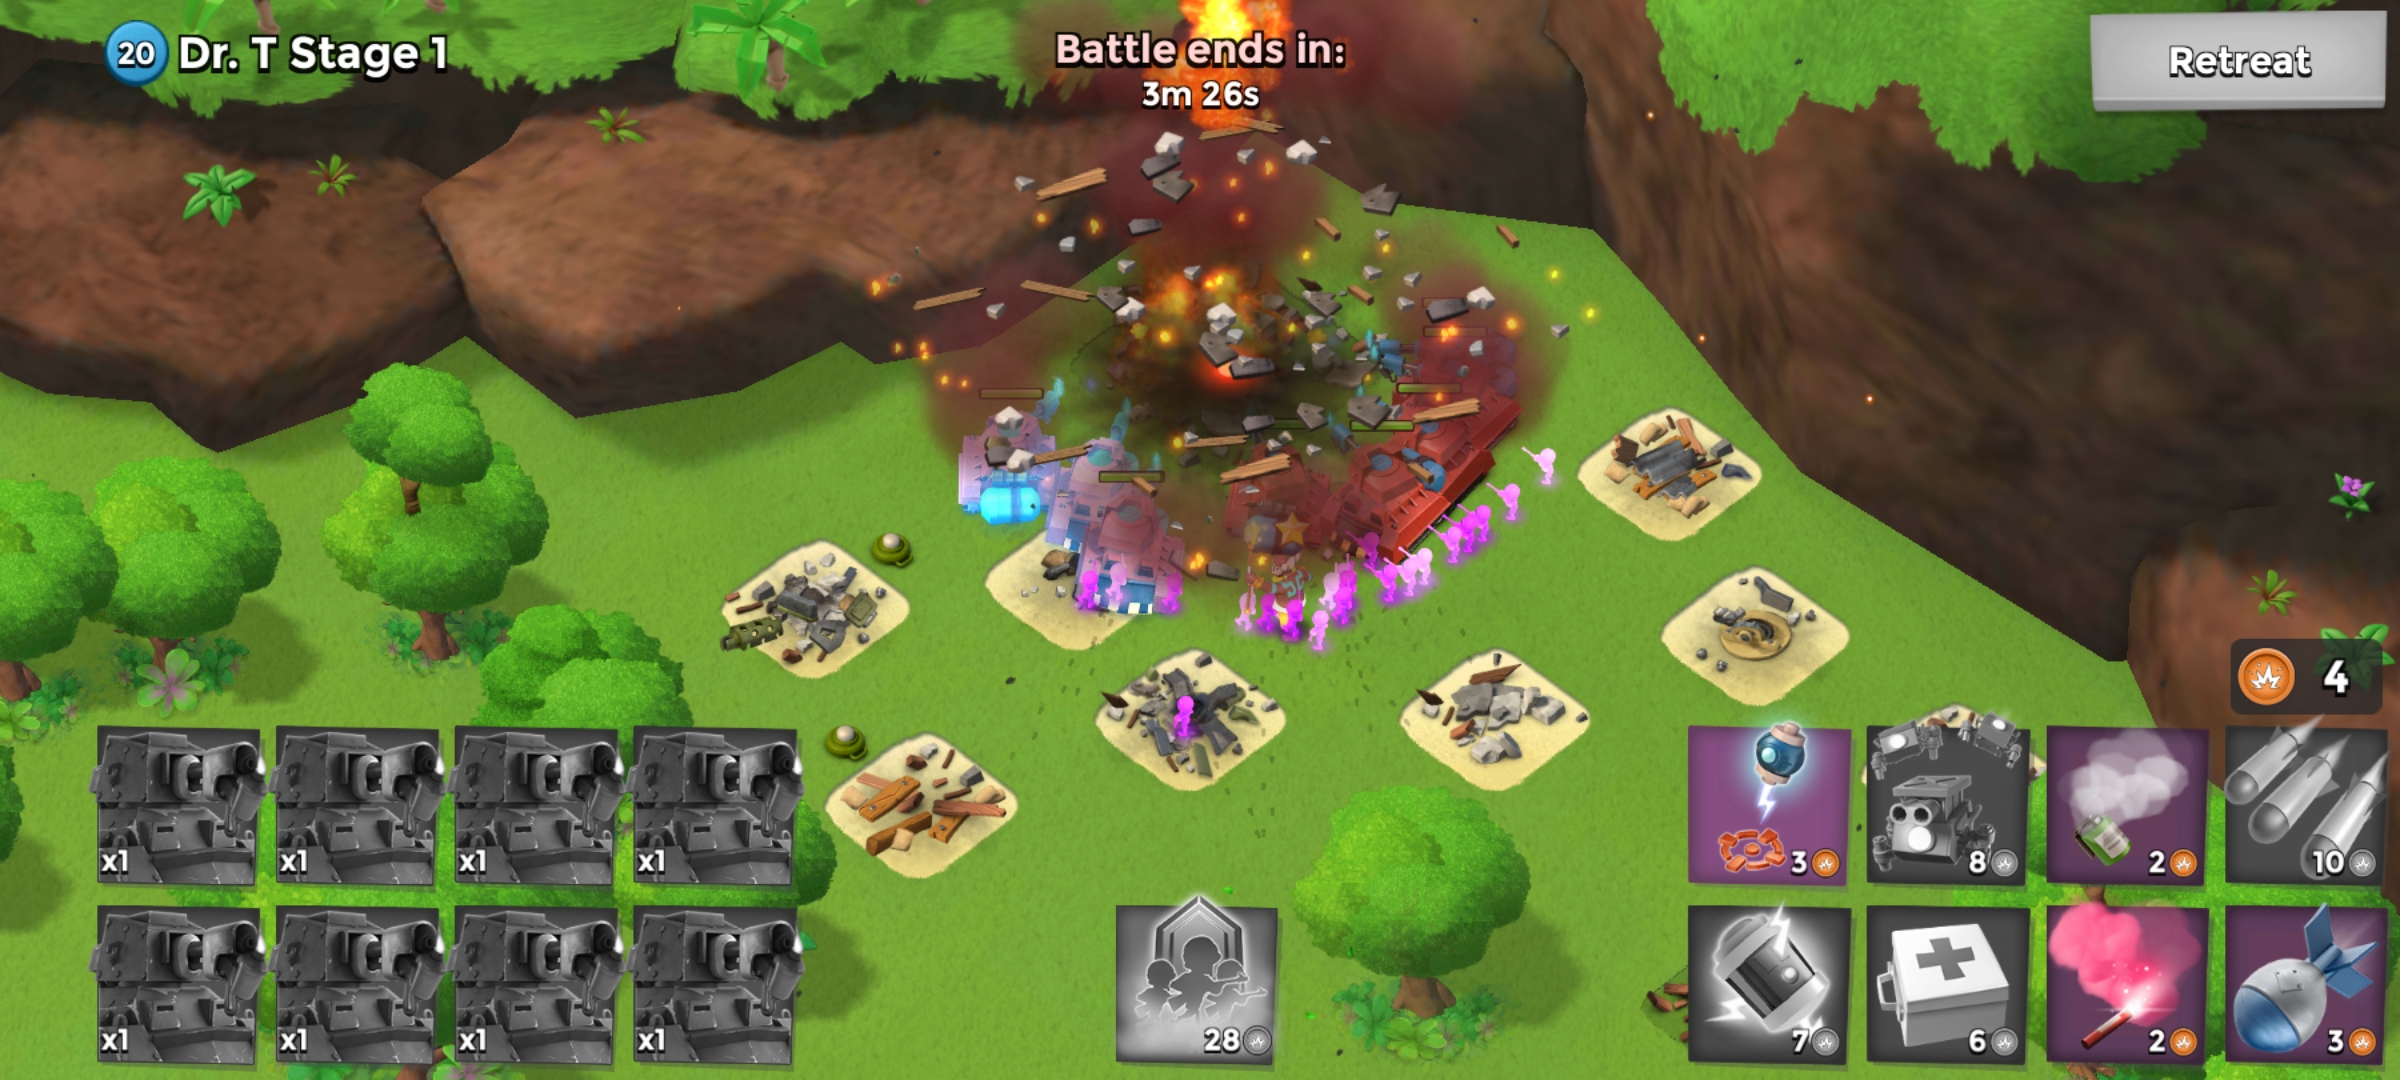 20 Dr. T Stage 1
Battle ends in:
3m 26s
Retreat
4
x1 x1 x1 x1
3 8 2 10
x1 x1 x1 x1
28
7 6 2 3